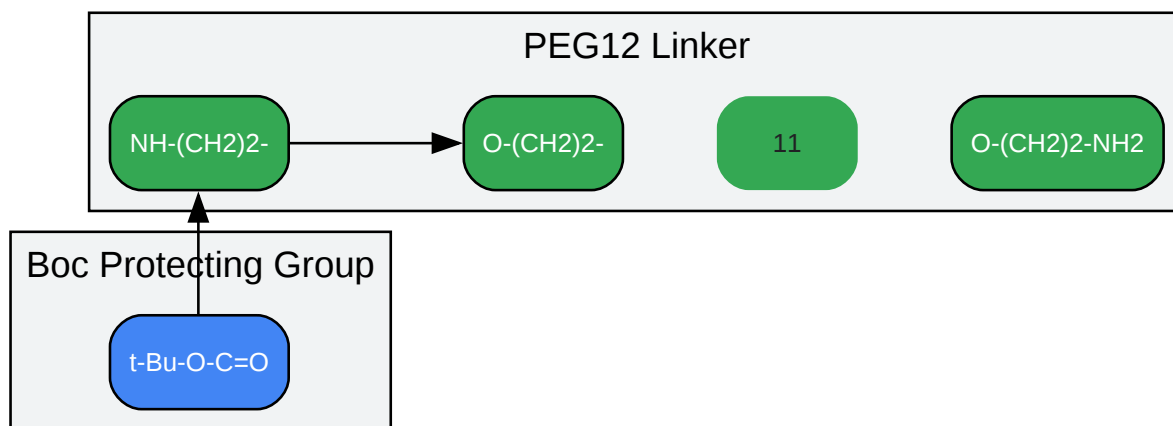 PEG12 Linker
NH-(CH2)2-
O-(CH2)2-
11
O-(CH2)2-NH2
Boc Protecting Group
t-Bu-O-C=O